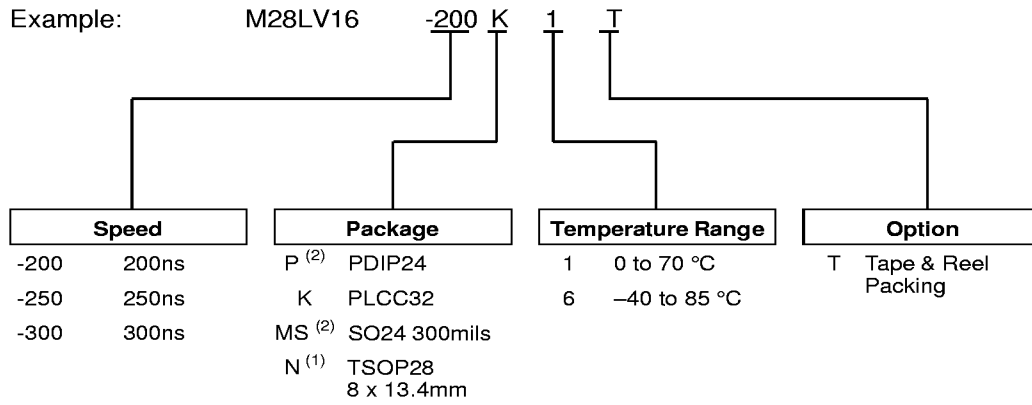 Example: M28LV16 -200 K 1 T
Speed Package Temperature Range Option
-200 200ns P (2) PDIP24 1 0 to 70 °C T Tape & Reel
Packing
-250 250ns K PLCC32 6 –40 to 85 °C
-300 300ns MS (2) SO24 300mils
N (1) TSOP28
8 x 13.4mm